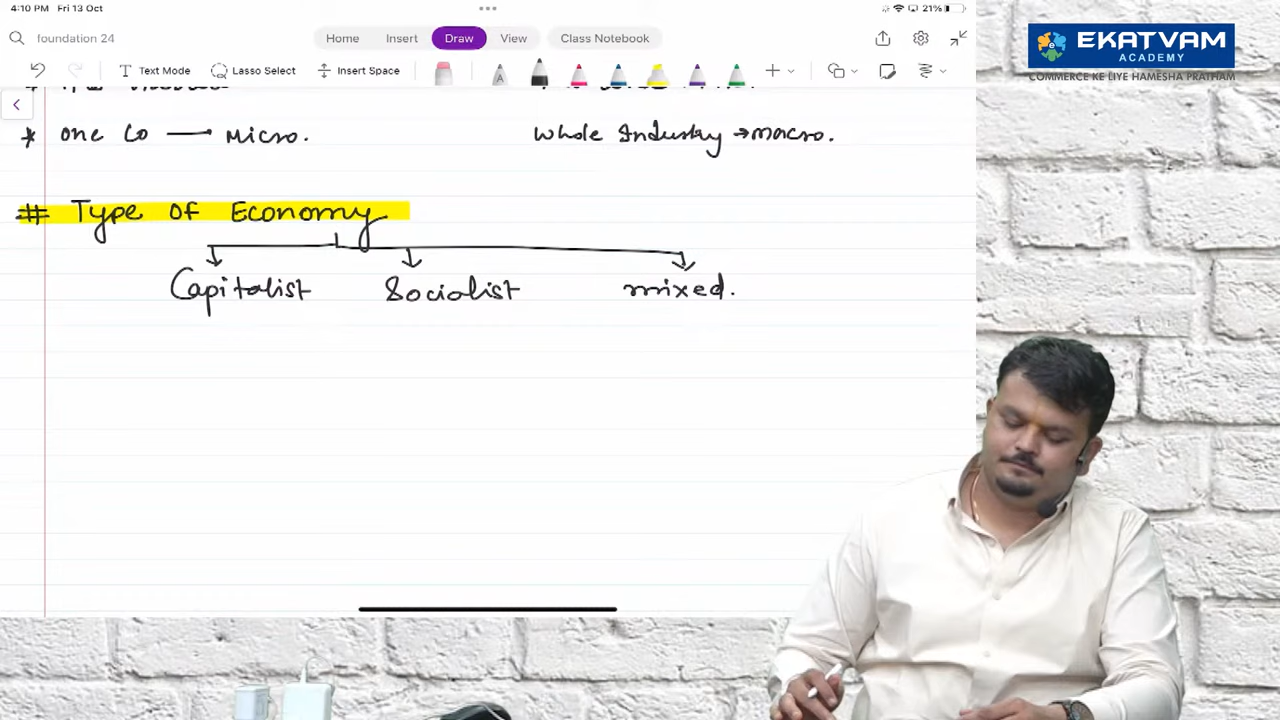 4:10 PM Fri 13 Oct
21%
foundation 24
Home Insert Draw View Class Notebook
Text Mode Lasso Select Insert Space
EKATVAM
ACADEMY
COMMERCE KE LIYE HAMESHA PRATHAM
* One Co — Micro.
Whole Industry → macro.
# Type Of Economy
Capitalist Socialist mixed.